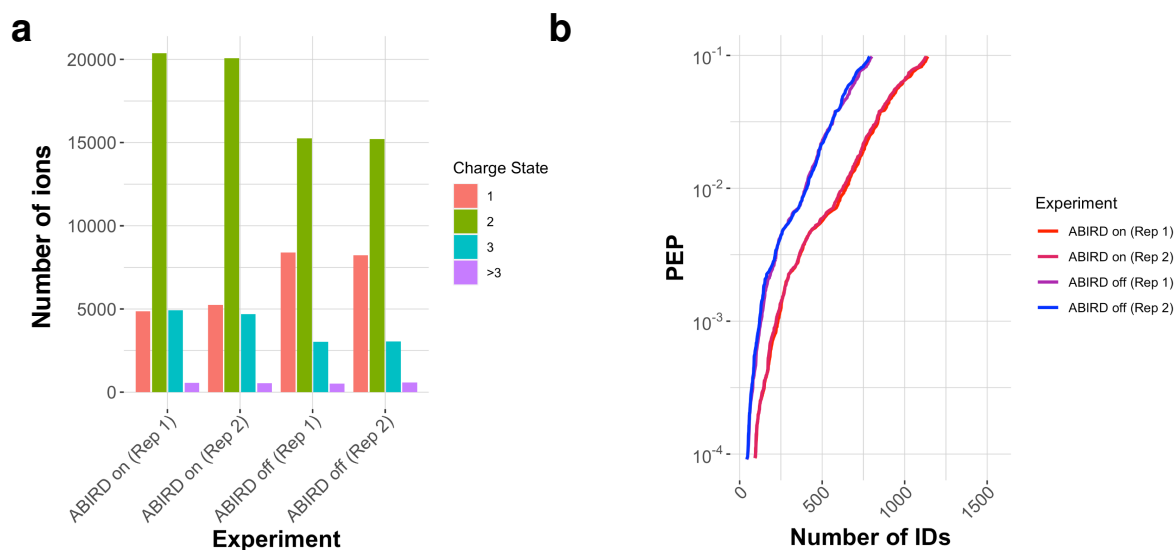 a
Number of ions
20000
15000
10000
5000
0
ABIRD on (Rep 1)
ABIRD on (Rep 2)
ABIRD off (Rep 1)
ABIRD off (Rep 2)
Experiment
Charge State
1
2
3
>3
b
PEP
10⁻¹
10⁻²
10⁻³
10⁻⁴
0
500
1000
1500
Number of IDs
Experiment
ABIRD on (Rep 1)
ABIRD on (Rep 2)
ABIRD off (Rep 1)
ABIRD off (Rep 2)